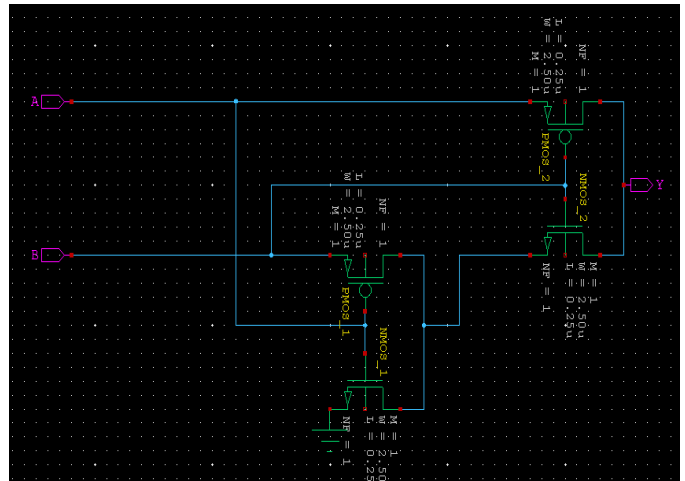 A
B
Y
L = 0.25u
W = 2.50u
M = 1
NF = 1
PMOS_2
NMOS_2
M = 1
W = 2.50u
L = 0.25u
NF = 1
L = 0.25u
W = 2.50u
M = 1
NF = 1
PMOS_1
NMOS_1
M = 1
W = 2.50
L = 0.25
NF = 1